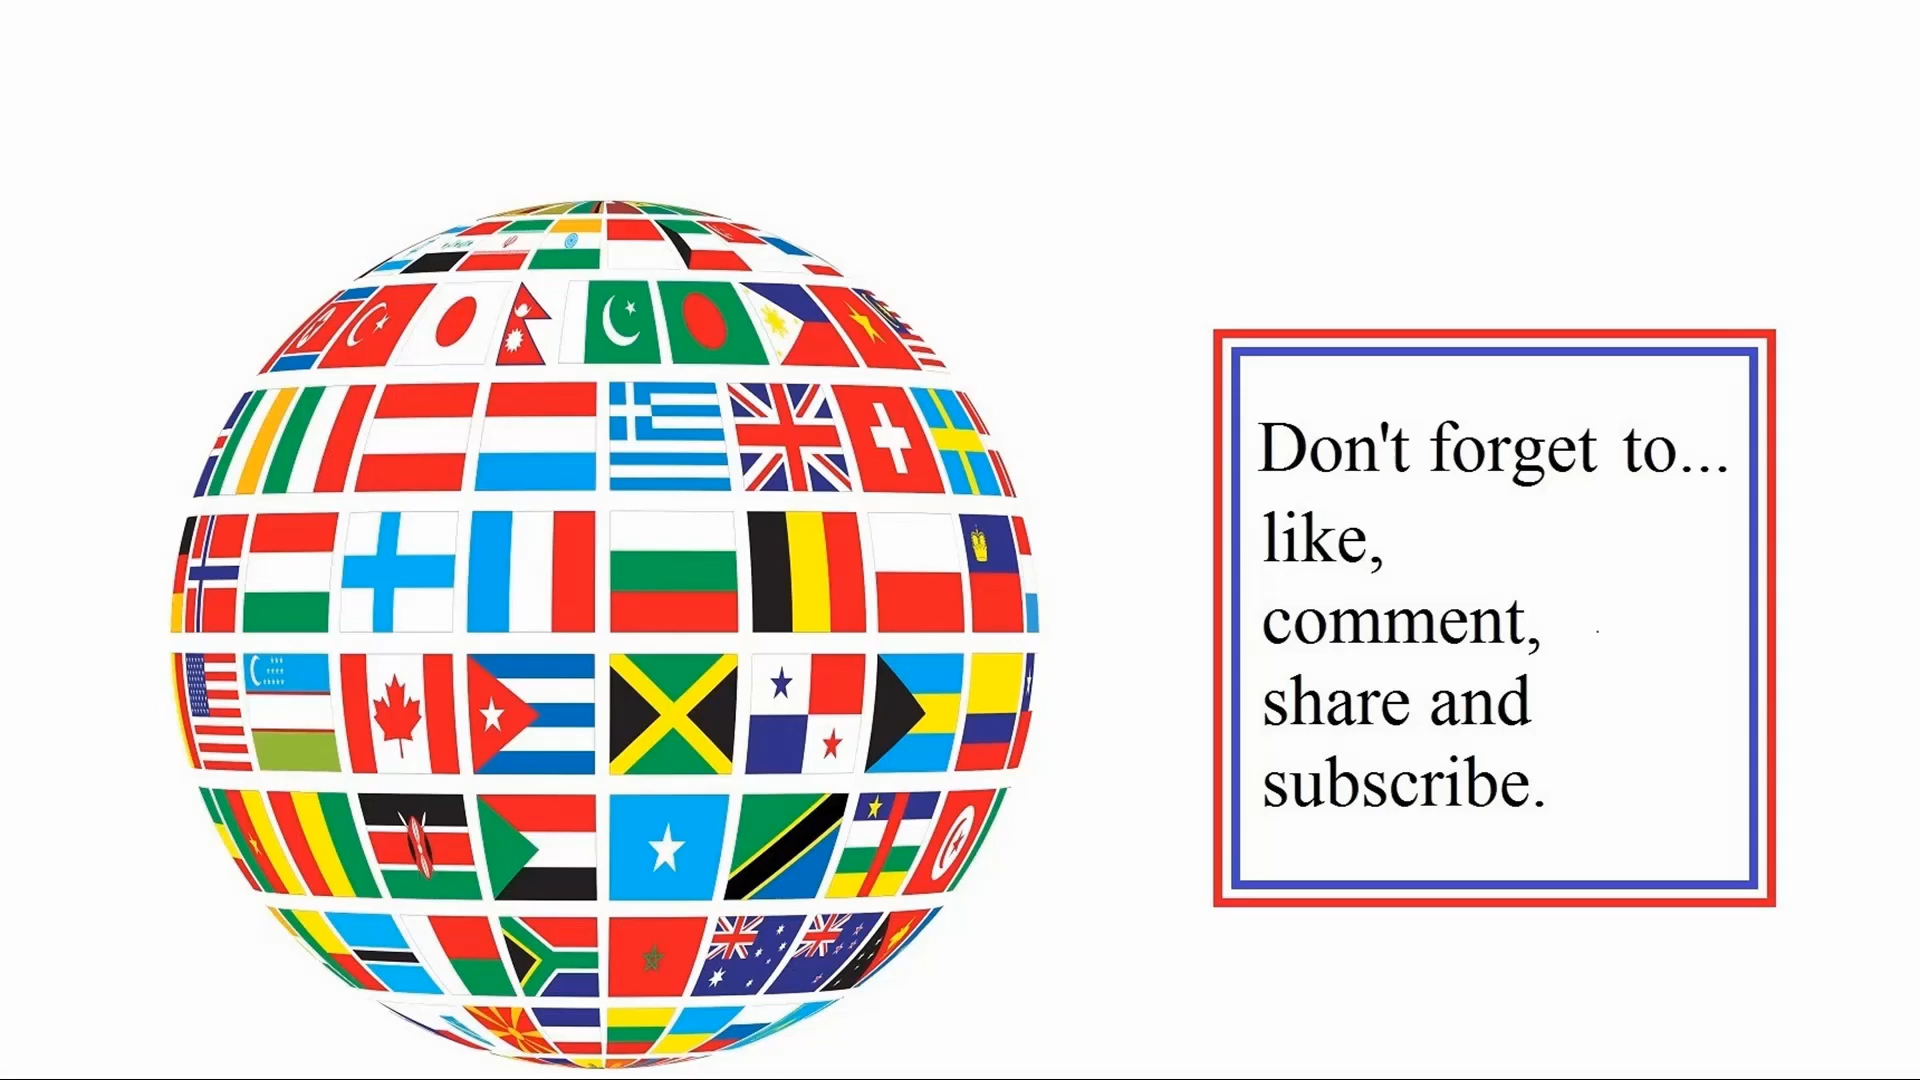 Don't forget to...
like,
comment,
share and
subscribe.